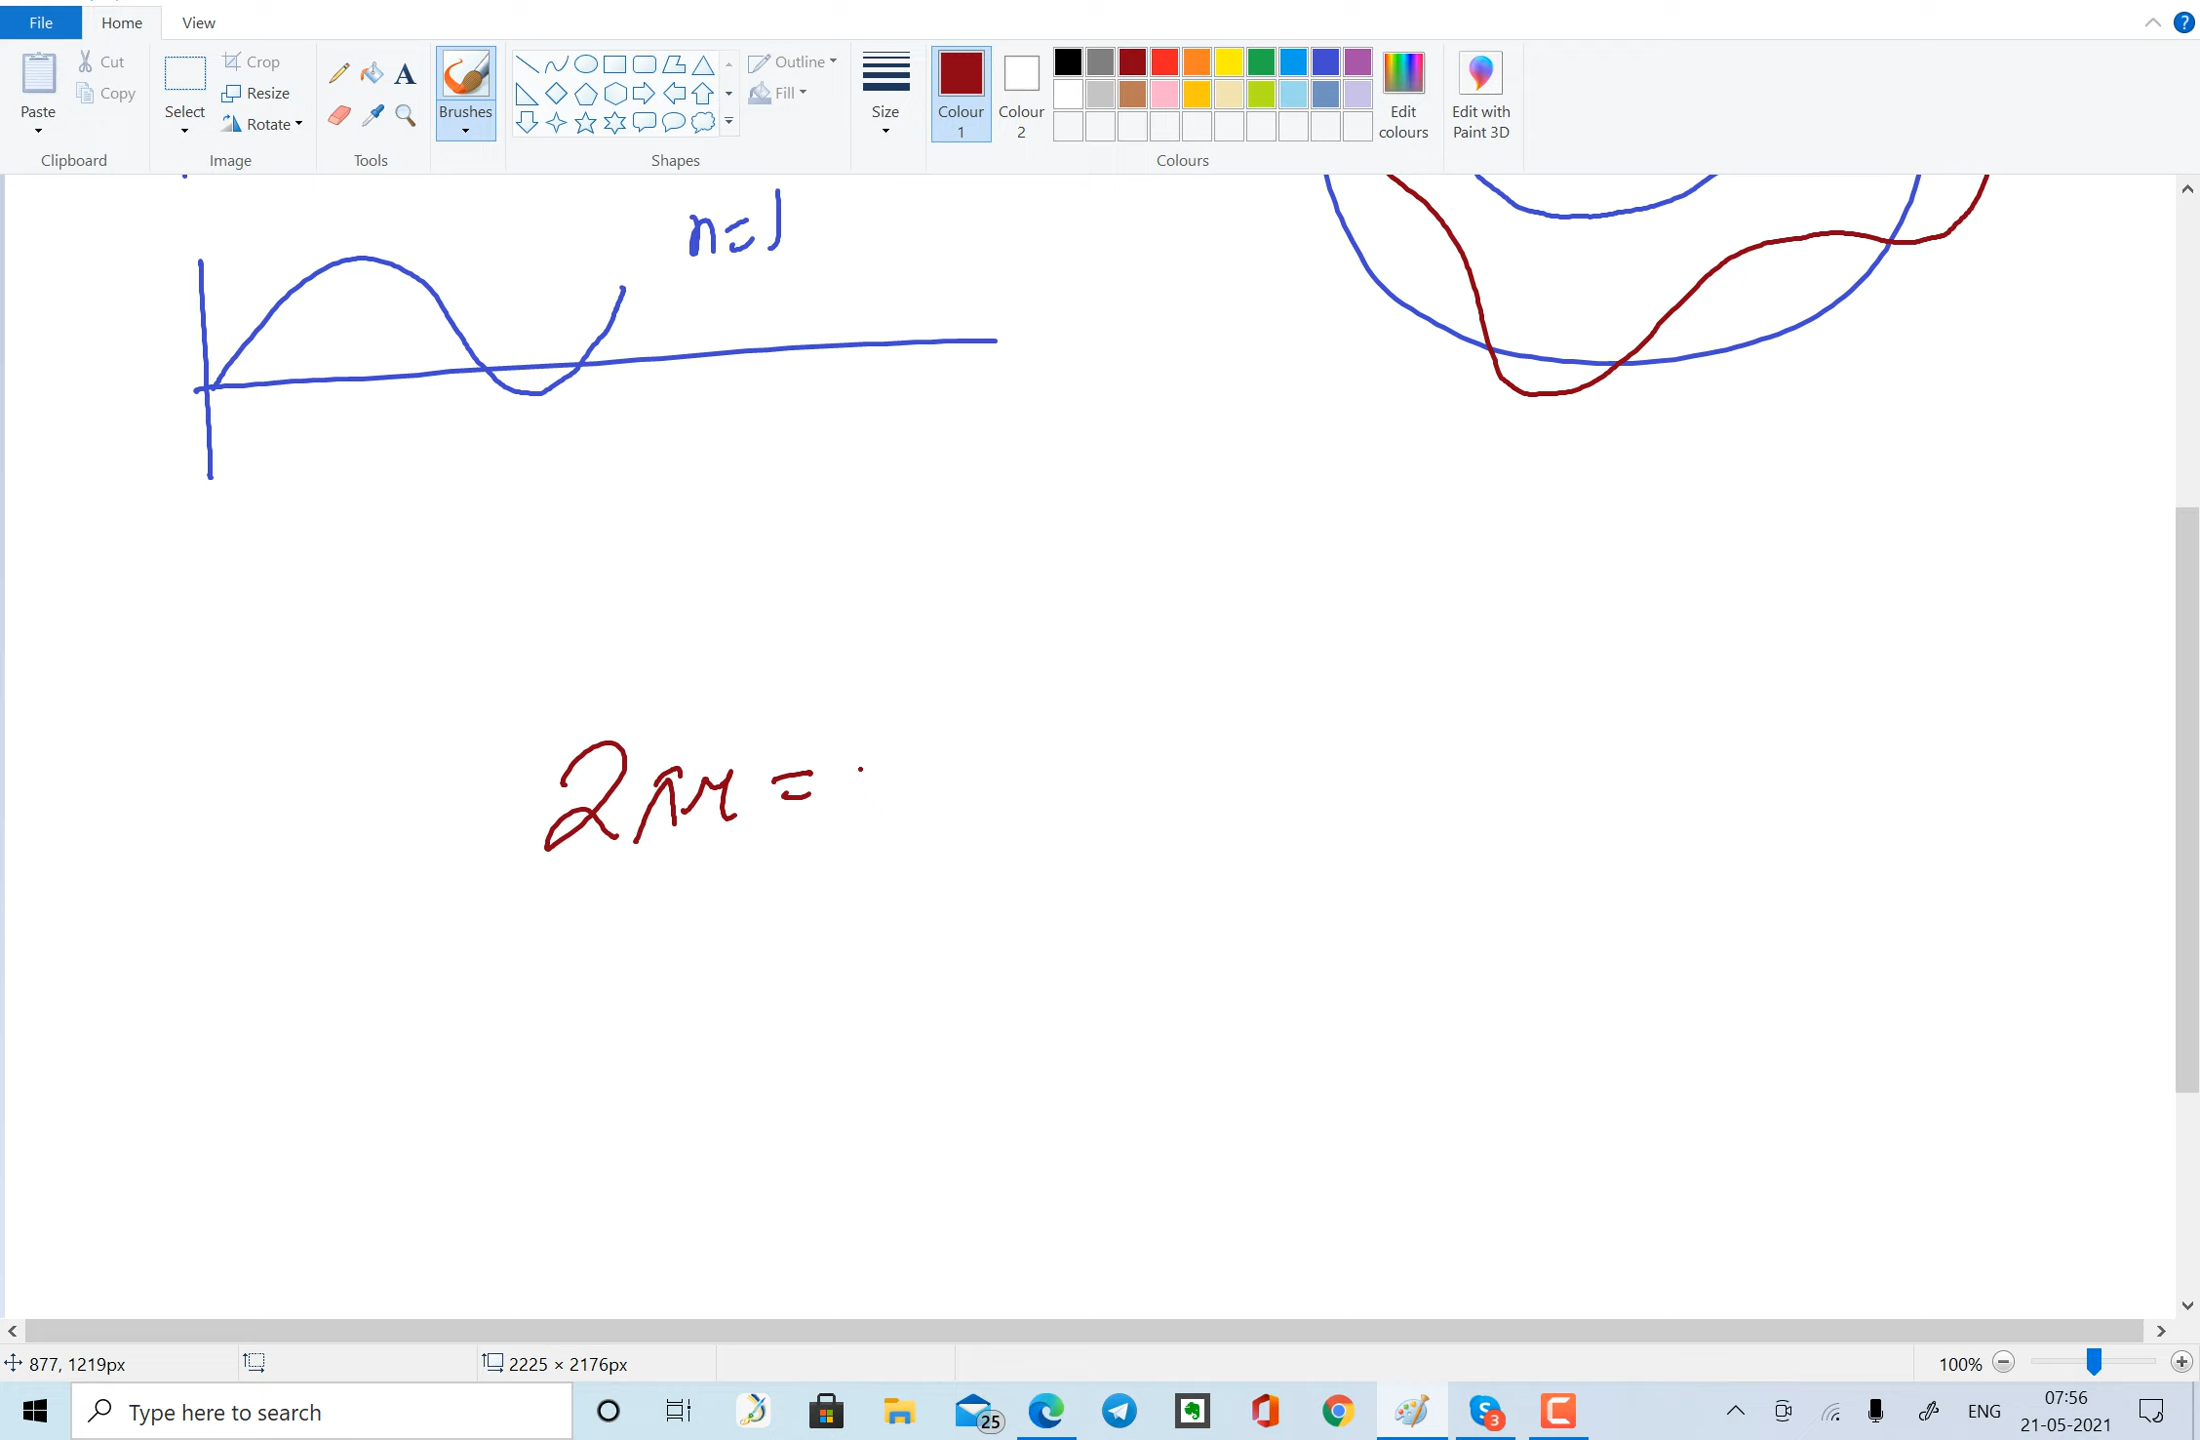 File Home View
Paste
Cut
Copy
Clipboard
Select
Crop
Resize
Rotate
Image
A
Tools
Brushes
Shapes
Outline
Fill
Size
Colour 1
Colour 2
Edit colours
Edit with Paint 3D
Colours
n=1
2πr =
877, 1219px
2225 × 2176px
100%
Type here to search
25
3
ENG
07:56
21-05-2021